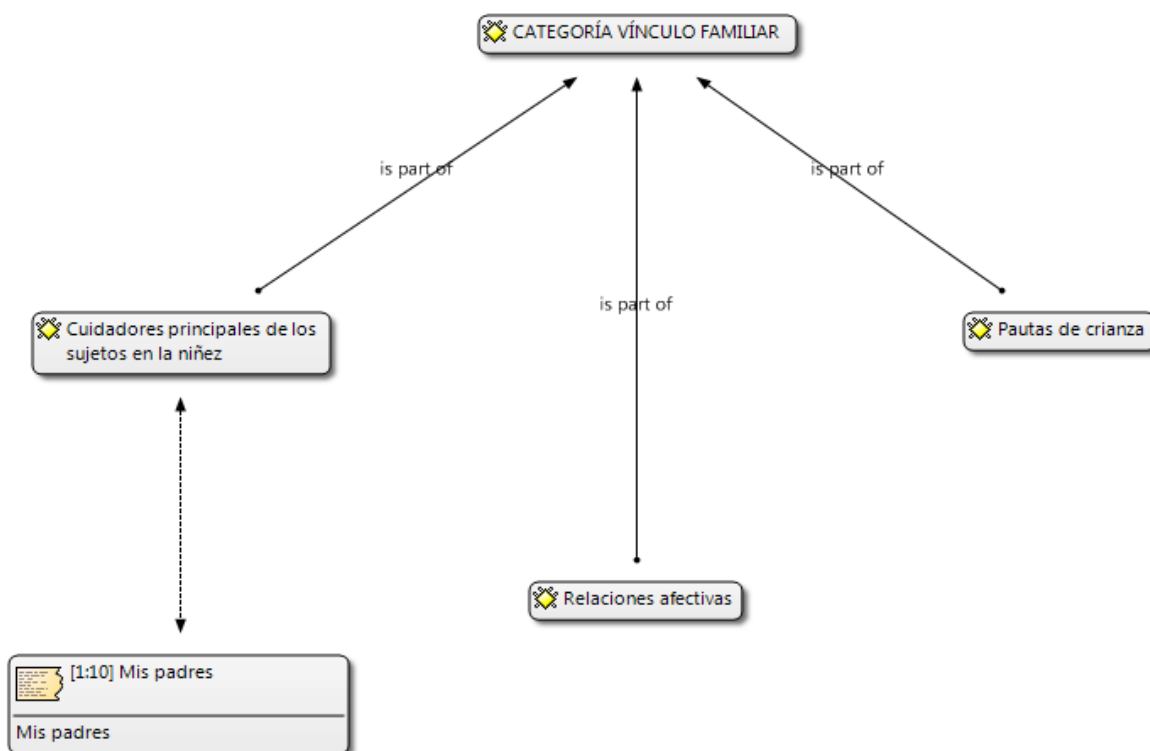 CATEGORÍA VÍNCULO FAMILIAR
is part of
is part of
is part of
Cuidadores principales de los
sujetos en la niñez
Pautas de crianza
Relaciones afectivas
[1:10] Mis padres
Mis padres